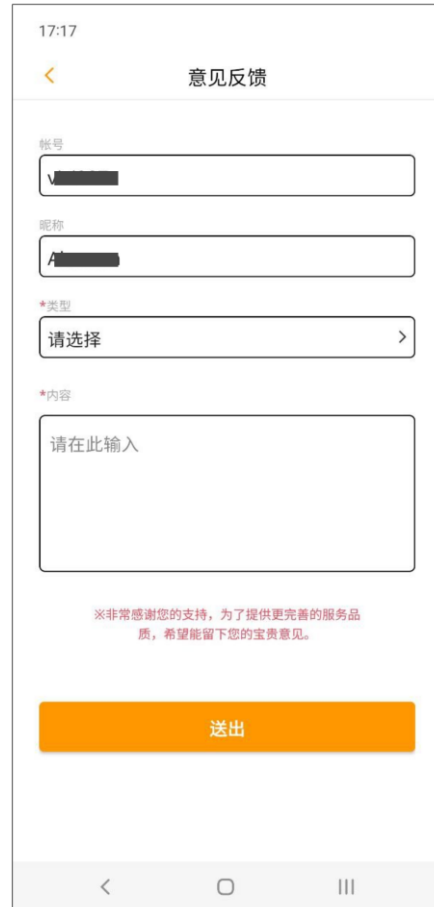 17:17
意见反馈
帐号
昵称
*类型
请选择
*内容
请在此输入
※非常感谢您的支持，为了提供更完善的服务品
质，希望能留下您的宝贵意见。
送出